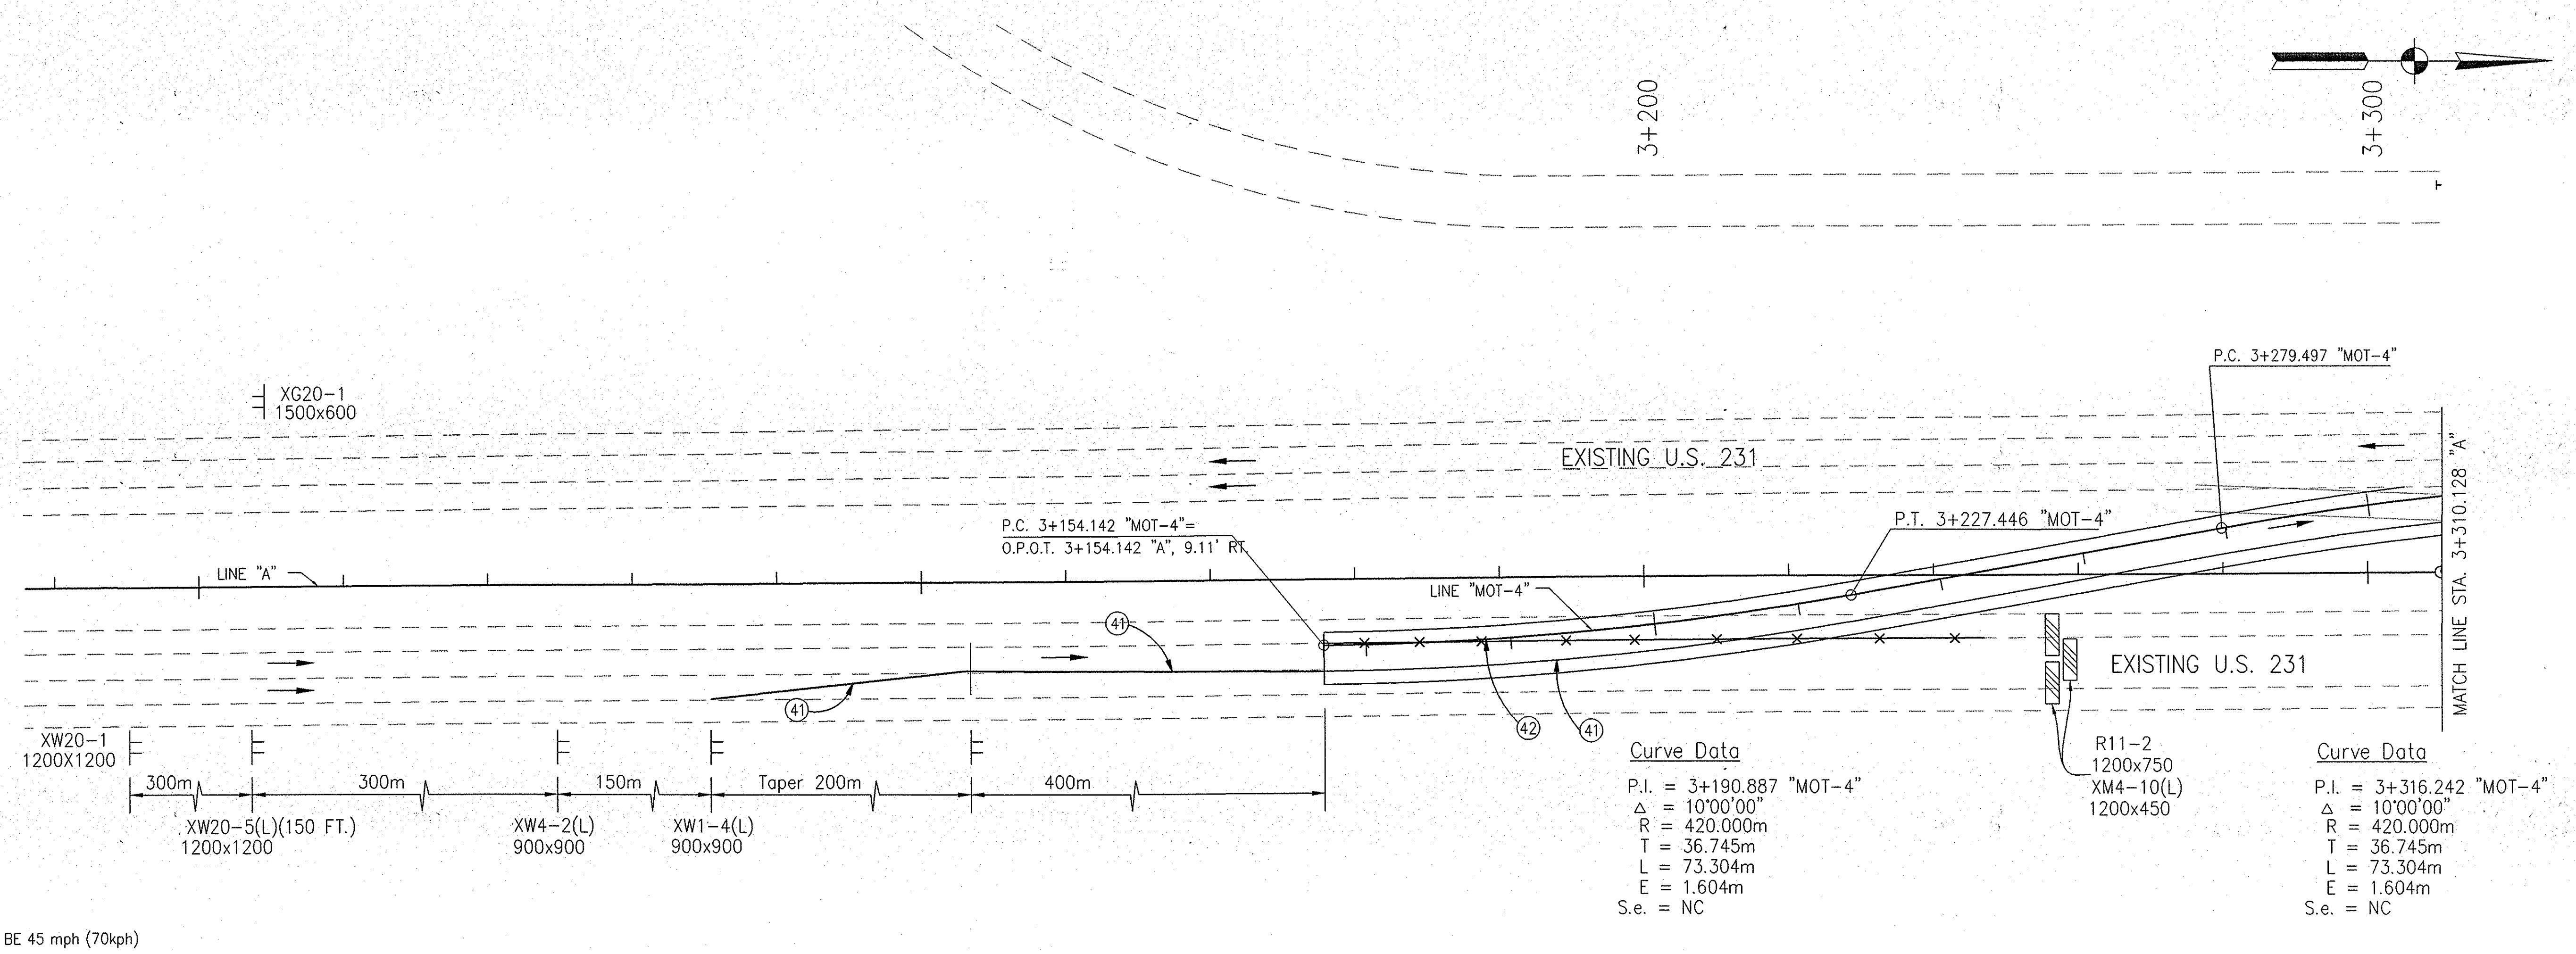 3+200
3+300
P.C. 3+279.497 "MOT-4"
XG20-1
1500x600
EXISTING U.S. 231
P.C. 3+154.142 "MOT-4"=
O.P.O.T. 3+154.142 "A", 9.11' RT.
P.T. 3+227.446 "MOT-4"
LINE "A"
LINE "MOT-4"
MATCH LINE STA. 3+310.128 "A"
41
41
42
41
EXISTING U.S. 231
XW20-1
1200X1200
300m
300m
150m
Taper 200m
400m
XW20-5(L)(150 FT.)
1200x1200
XW4-2(L)
900x900
XW1-4(L)
900x900
R11-2
1200x750
XM4-10(L)
1200x450
Curve Data
P.I. = 3+190.887 "MOT-4"
Δ = 10°00'00"
R = 420.000m
T = 36.745m
L = 73.304m
E = 1.604m
S.e. = NC
Curve Data
P.I. = 3+316.242 "MOT-4"
Δ = 10°00'00"
R = 420.000m
T = 36.745m
L = 73.304m
E = 1.604m
S.e. = NC
BE 45 mph (70kph)